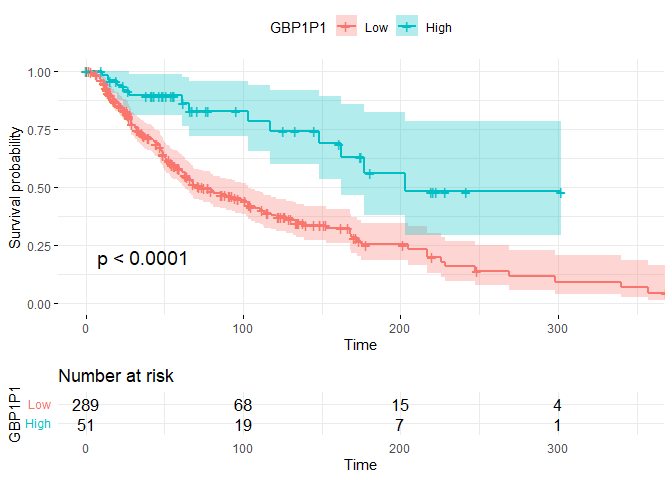 GBP1P1 Low High
Survival probability
1.00
0.75
0.50
0.25
0.00
p < 0.0001
0 100 200 300
Time
Number at risk
GBP1P1
Low 289 68 15 4
High 51 19 7 1
0 100 200 300
Time